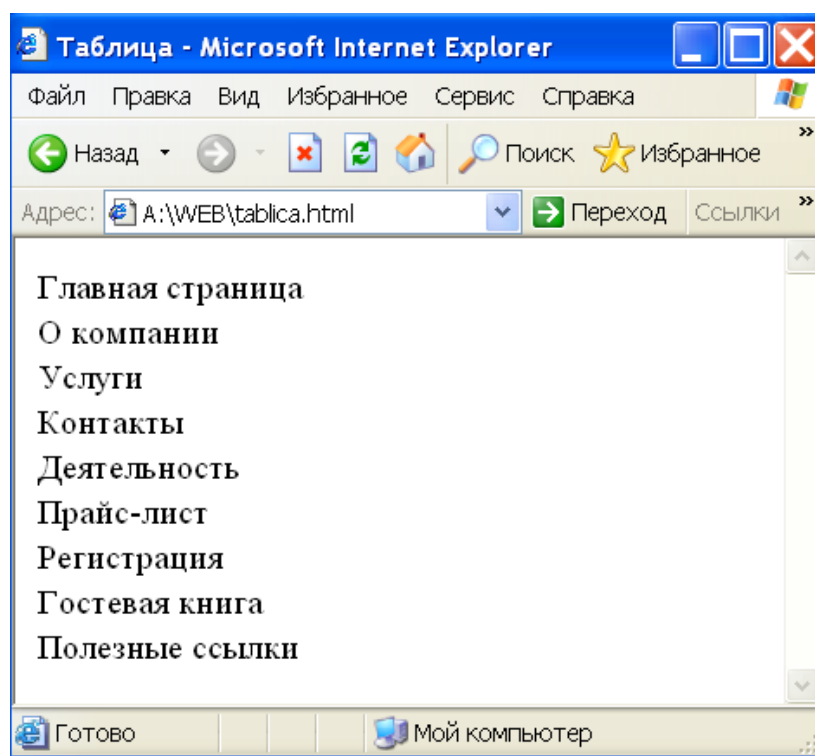 Таблица - Microsoft Internet Explorer
Файл Правка Вид Избранное Сервис Справка
Назад Поиск Избранное »
Адрес: A:\WEB\tablica.html Переход Ссылки »
Главная страница
О компании
Услуги
Контакты
Деятельность
Прайс-лист
Регистрация
Гостевая книга
Полезные ссылки
Готово Мой компьютер